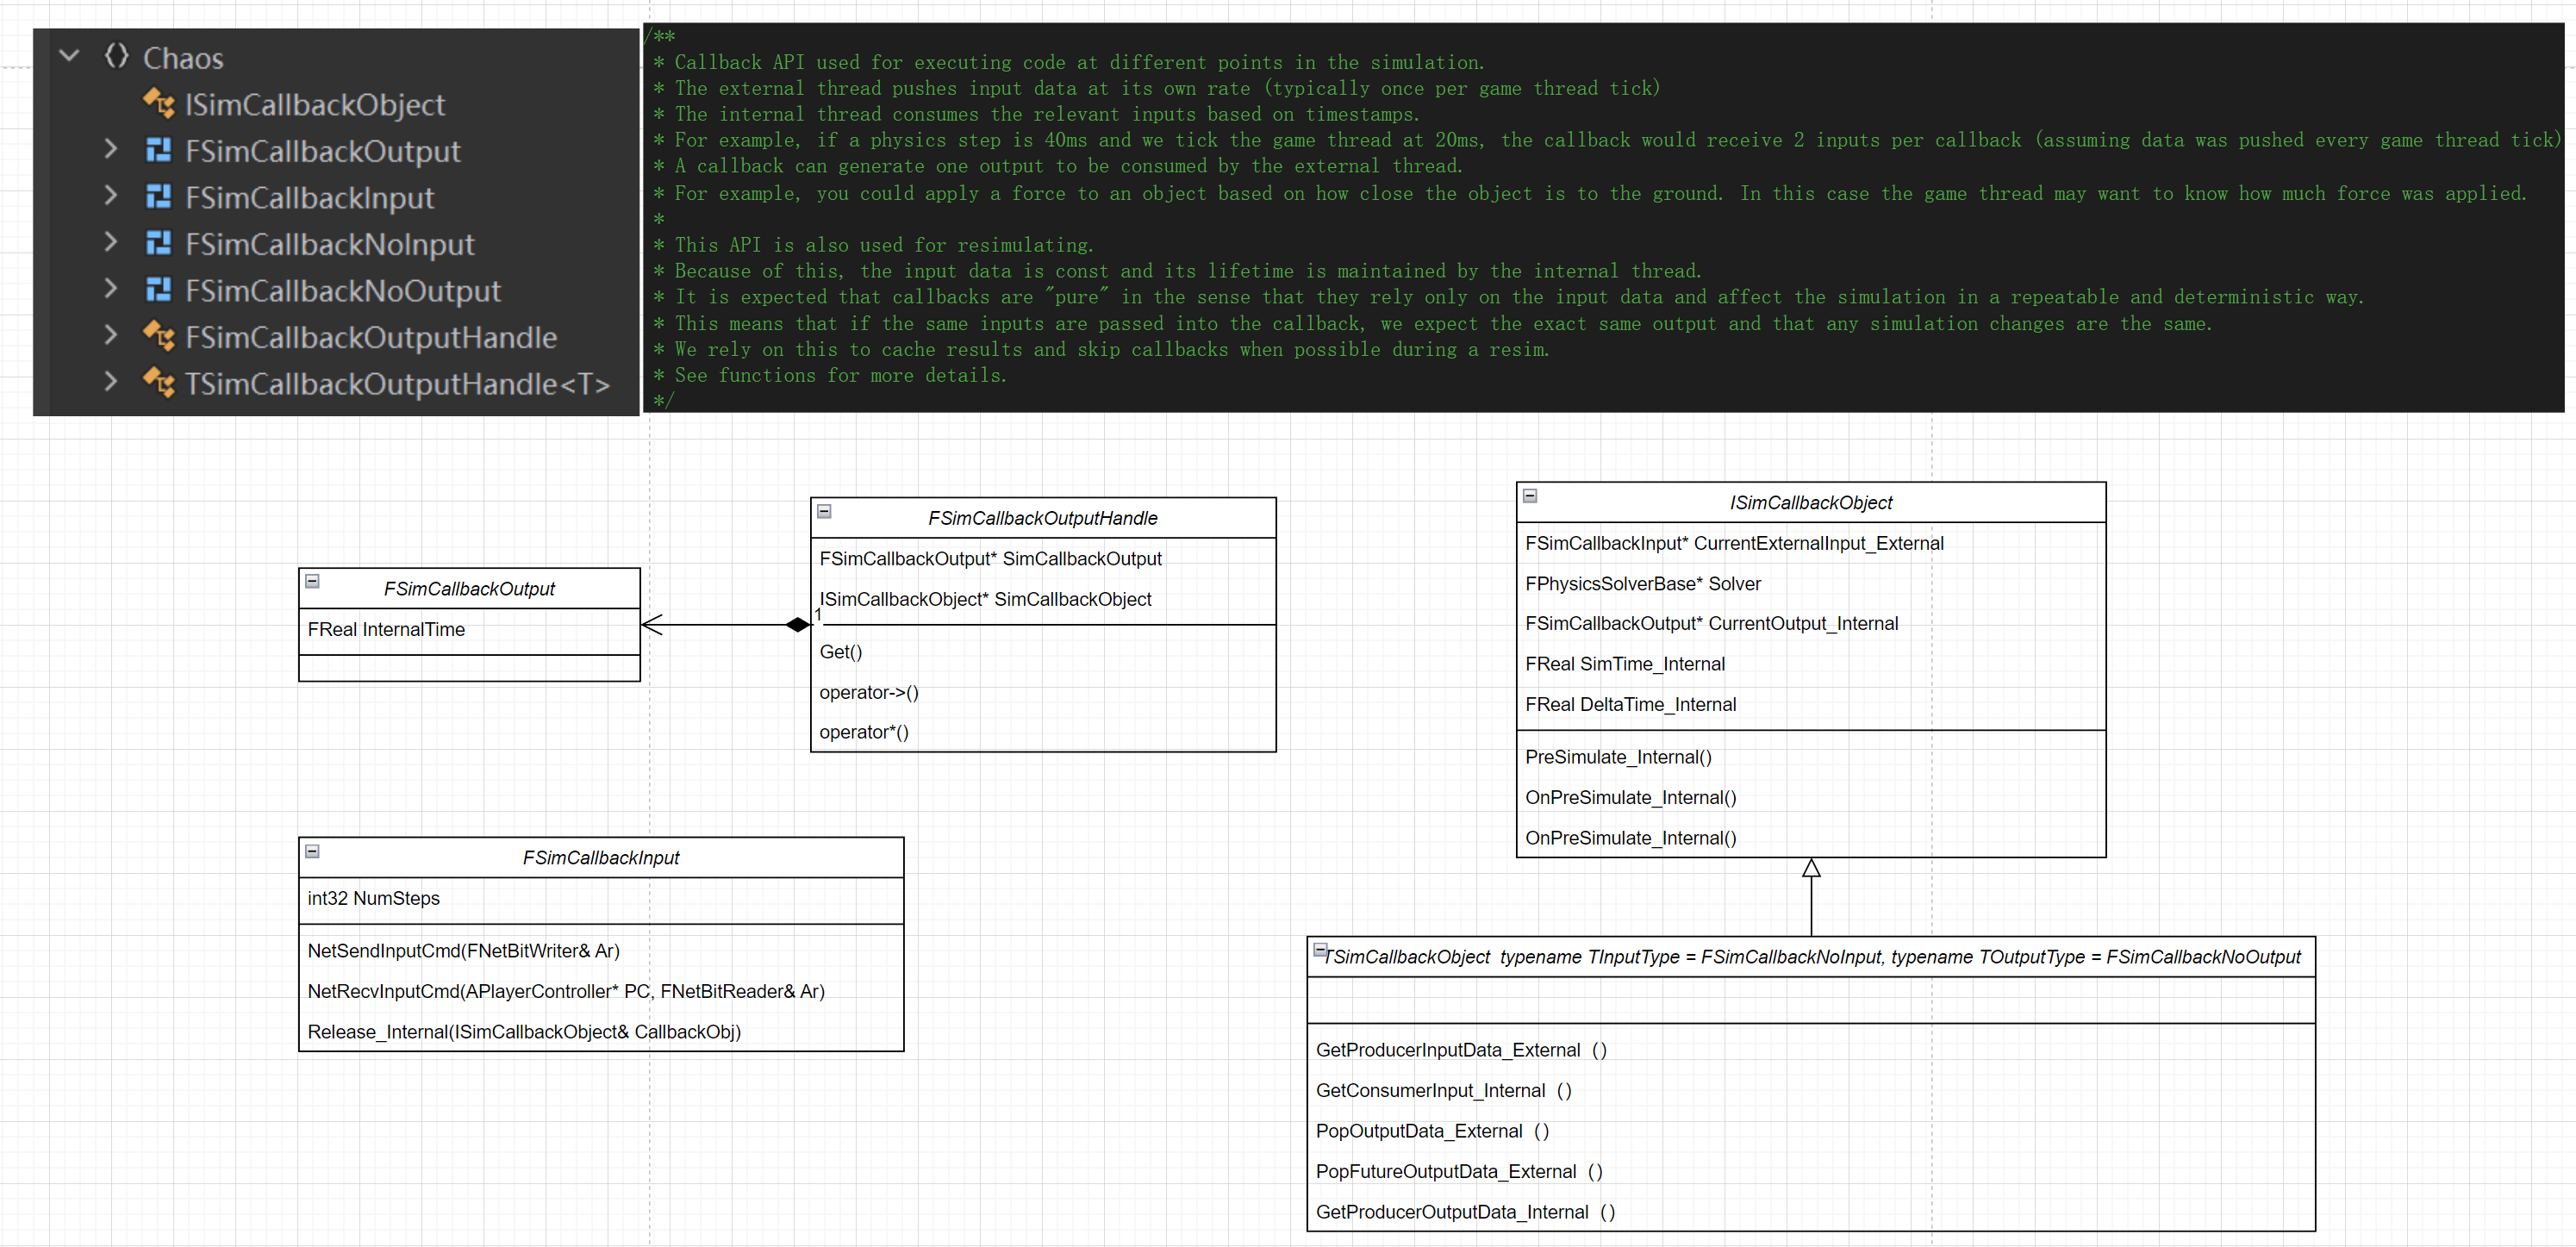 Chaos
ISimCallbackObject
FSimCallbackOutput
FSimCallbackInput
FSimCallbackNoInput
FSimCallbackNoOutput
FSimCallbackOutputHandle
TSimCallbackOutputHandle<T>
/**
* Callback API used for executing code at different points in the simulation.
* The external thread pushes input data at its own rate (typically once per game thread tick)
* The internal thread consumes the relevant inputs based on timestamps.
* For example, if a physics step is 40ms and we tick the game thread at 20ms, the callback would receive 2 inputs per callback (assuming data was pushed every game thread tick)
* A callback can generate one output to be consumed by the external thread.
* For example, you could apply a force to an object based on how close the object is to the ground. In this case the game thread may want to know how much force was applied.
*
* This API is also used for resimulating.
* Because of this, the input data is const and its lifetime is maintained by the internal thread.
* It is expected that callbacks are "pure" in the sense that they rely only on the input data and affect the simulation in a repeatable and deterministic way.
* This means that if the same inputs are passed into the callback, we expect the exact same output and that any simulation changes are the same.
* We rely on this to cache results and skip callbacks when possible during a resim.
* See functions for more details.
*/
FSimCallbackOutput
FReal InternalTime
FSimCallbackOutputHandle
FSimCallbackOutput* SimCallbackOutput
ISimCallbackObject* SimCallbackObject
1
Get()
operator->()
operator*()
ISimCallbackObject
FSimCallbackInput* CurrentExternalInput_External
FPhysicsSolverBase* Solver
FSimCallbackOutput* CurrentOutput_Internal
FReal SimTime_Internal
FReal DeltaTime_Internal
PreSimulate_Internal()
OnPreSimulate_Internal()
OnPreSimulate_Internal()
FSimCallbackInput
int32 NumSteps
NetSendInputCmd(FNetBitWriter& Ar)
NetRecvInputCmd(APlayerController* PC, FNetBitReader& Ar)
Release_Internal(ISimCallbackObject& CallbackObj)
TSimCallbackObject typename TInputType = FSimCallbackNoInput, typename TOutputType = FSimCallbackNoOutput
GetProducerInputData_External ()
GetConsumerInput_Internal ()
PopOutputData_External ()
PopFutureOutputData_External ()
GetProducerOutputData_Internal ()